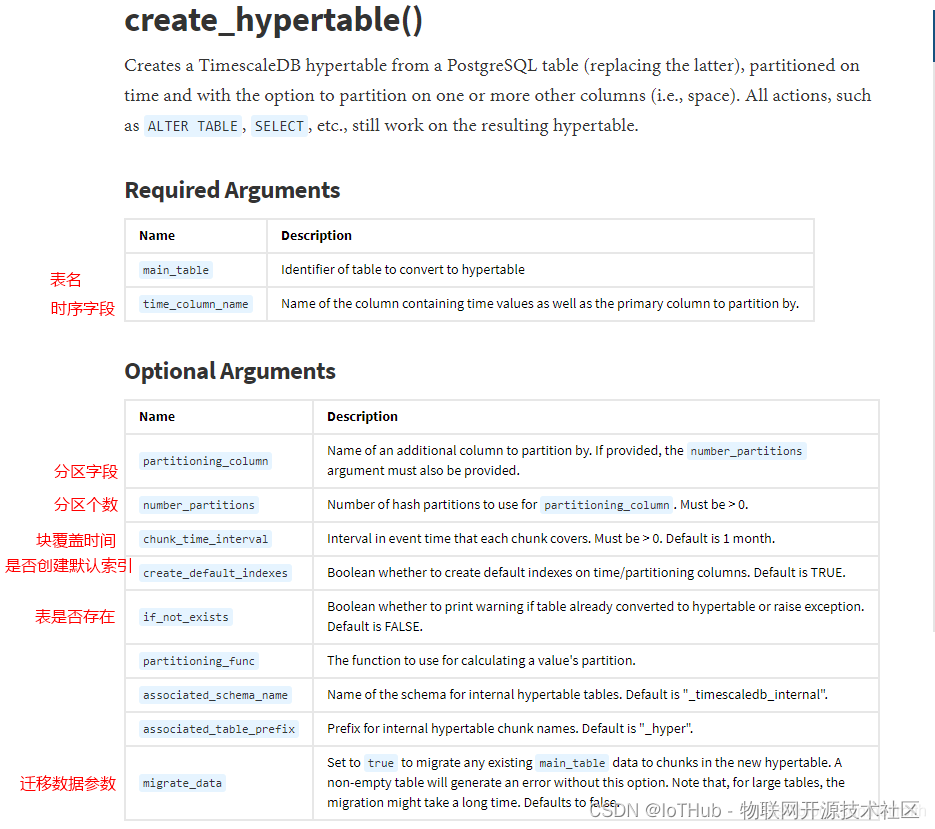 create_hypertable()
Creates a TimescaleDB hypertable from a PostgreSQL table (replacing the latter), partitioned on
time and with the option to partition on one or more other columns (i.e., space). All actions, such
as ALTER TABLE, SELECT, etc., still work on the resulting hypertable.
Required Arguments
Name Description
表名 main_table Identifier of table to convert to hypertable
时序字段 time_column_name Name of the column containing time values as well as the primary column to partition by.
Optional Arguments
Name Description
分区字段 partitioning_column Name of an additional column to partition by. If provided, the number_partitions
argument must also be provided.
分区个数 number_partitions Number of hash partitions to use for partitioning_column. Must be > 0.
块覆盖时间 chunk_time_interval Interval in event time that each chunk covers. Must be > 0. Default is 1 month.
是否创建默认索引 create_default_indexes Boolean whether to create default indexes on time/partitioning columns. Default is TRUE.
表是否存在 if_not_exists Boolean whether to print warning if table already converted to hypertable or raise exception.
Default is FALSE.
partitioning_func The function to use for calculating a value's partition.
associated_schema_name Name of the schema for internal hypertable tables. Default is "_timescaledb_internal".
associated_table_prefix Prefix for internal hypertable chunk names. Default is "_hyper".
迁移数据参数 migrate_data Set to true to migrate any existing main_table data to chunks in the new hypertable. A
non-empty table will generate an error without this option. Note that, for large tables, the
migration might take a long time. Defaults to false.
CSDN @IoTHub - 物联网开源技术社区